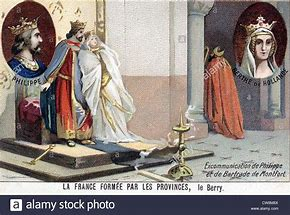 PHILIPPE
BERTHE DE HOLLANDE
Excommunication de Philippe
et de Bertrade de Montfort.
LA FRANCE FORMÉE PAR LES PROVINCES, le Berry.
alamy stock photo